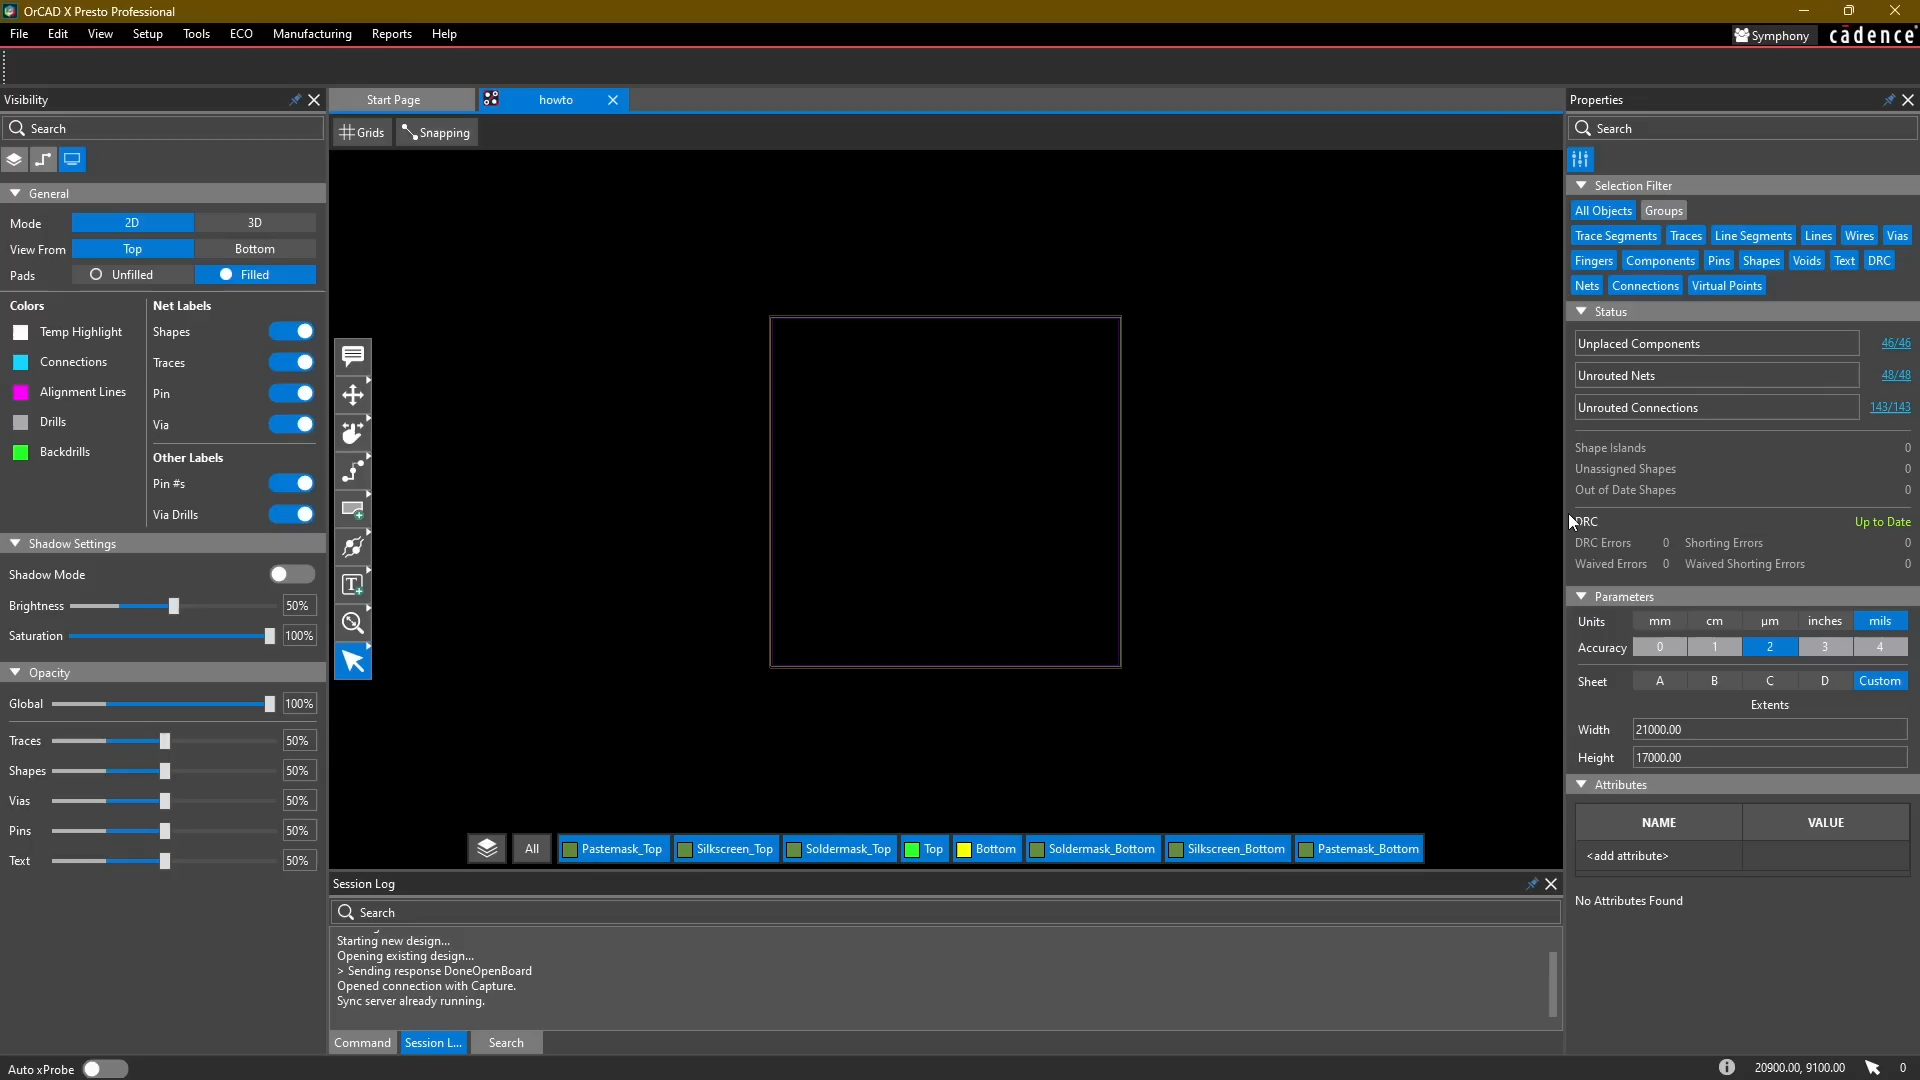 OrCAD X Presto Professional
File Edit View Setup Tools ECO Manufacturing Reports Help
Symphony cādence
Visibility
Search
General
Mode 2D 3D
View From Top Bottom
Pads Unfilled Filled
Colors
Temp Highlight
Connections
Alignment Lines
Drills
Backdrills
Net Labels
Shapes
Traces
Pin
Via
Other Labels
Pin #s
Via Drills
Shadow Settings
Shadow Mode
Brightness 50%
Saturation 100%
Opacity
Global 100%
Traces 50%
Shapes 50%
Vias 50%
Pins 50%
Text 50%
Auto xProbe
Start Page howto
Grids Snapping
All Pastemask_Top Silkscreen_Top Soldermask_Top Top Bottom Soldermask_Bottom Silkscreen_Bottom Pastemask_Bottom
Session Log
Search
Starting new design...
Opening existing design...
> Sending response DoneOpenBoard
Opened connection with Capture.
Sync server already running.
Command Session L... Search
Properties
Search
Selection Filter
All Objects Groups
Trace Segments Traces Line Segments Lines Wires Vias
Fingers Components Pins Shapes Voids Text DRC
Nets Connections Virtual Points
Status
Unplaced Components 46/46
Unrouted Nets 48/48
Unrouted Connections 143/143
Shape Islands 0
Unassigned Shapes 0
Out of Date Shapes 0
DRC Up to Date
DRC Errors 0 Shorting Errors 0
Waived Errors 0 Waived Shorting Errors 0
Parameters
Units mm cm µm inches mils
Accuracy 0 1 2 3 4
Sheet A B C D Custom
Extents
Width 21000.00
Height 17000.00
Attributes
NAME VALUE
<add attribute>
No Attributes Found
20900.00, 9100.00 0